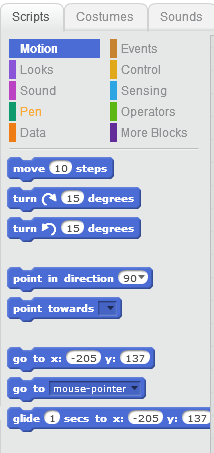 Scripts Costumes Sounds
Motion Events
Looks Control
Sound Sensing
Pen Operators
Data More Blocks
move 10 steps
turn 15 degrees
turn 15 degrees
point in direction 90
point towards
go to x: -205 y: 137
go to mouse-pointer
glide 1 secs to x: -205 y: 137